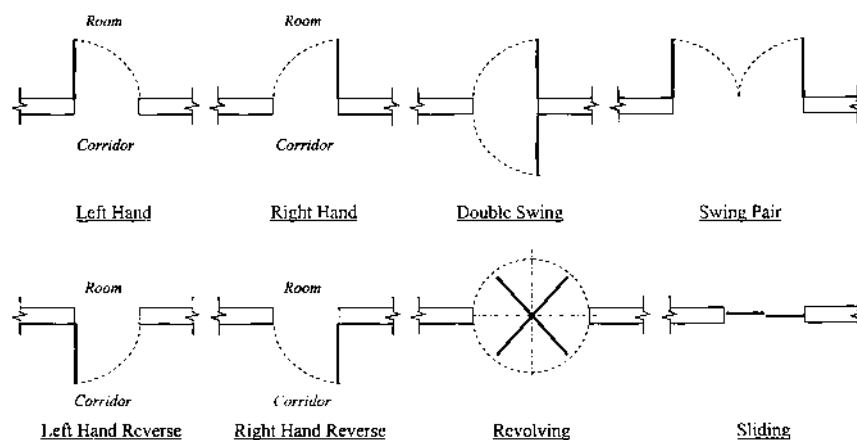 Room
Room
Corridor
Corridor
Left Hand
Right Hand
Double Swing
Swing Pair
Room
Room
Corridor
Corridor
Left Hand Reverse
Right Hand Reverse
Revolving
Sliding